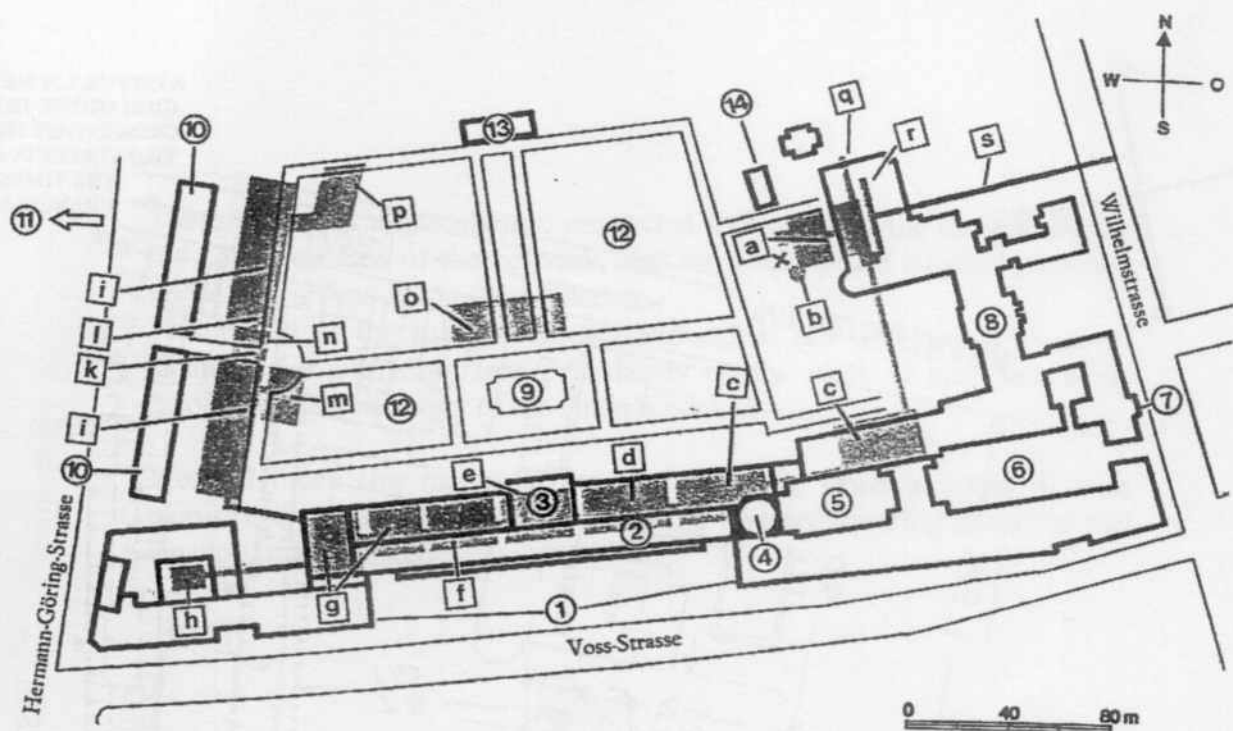 N
W O
S
10
13
14
q
r
s
11
p
12
a
b
Wilhelmstrasse
i
l
k
i
o
n
m
12
9
c
c
8
7
10
e
3
d
2
4
5
6
h
g
f
1
Hermann-Göring-Strasse
Voss-Strasse
0 40 80 m